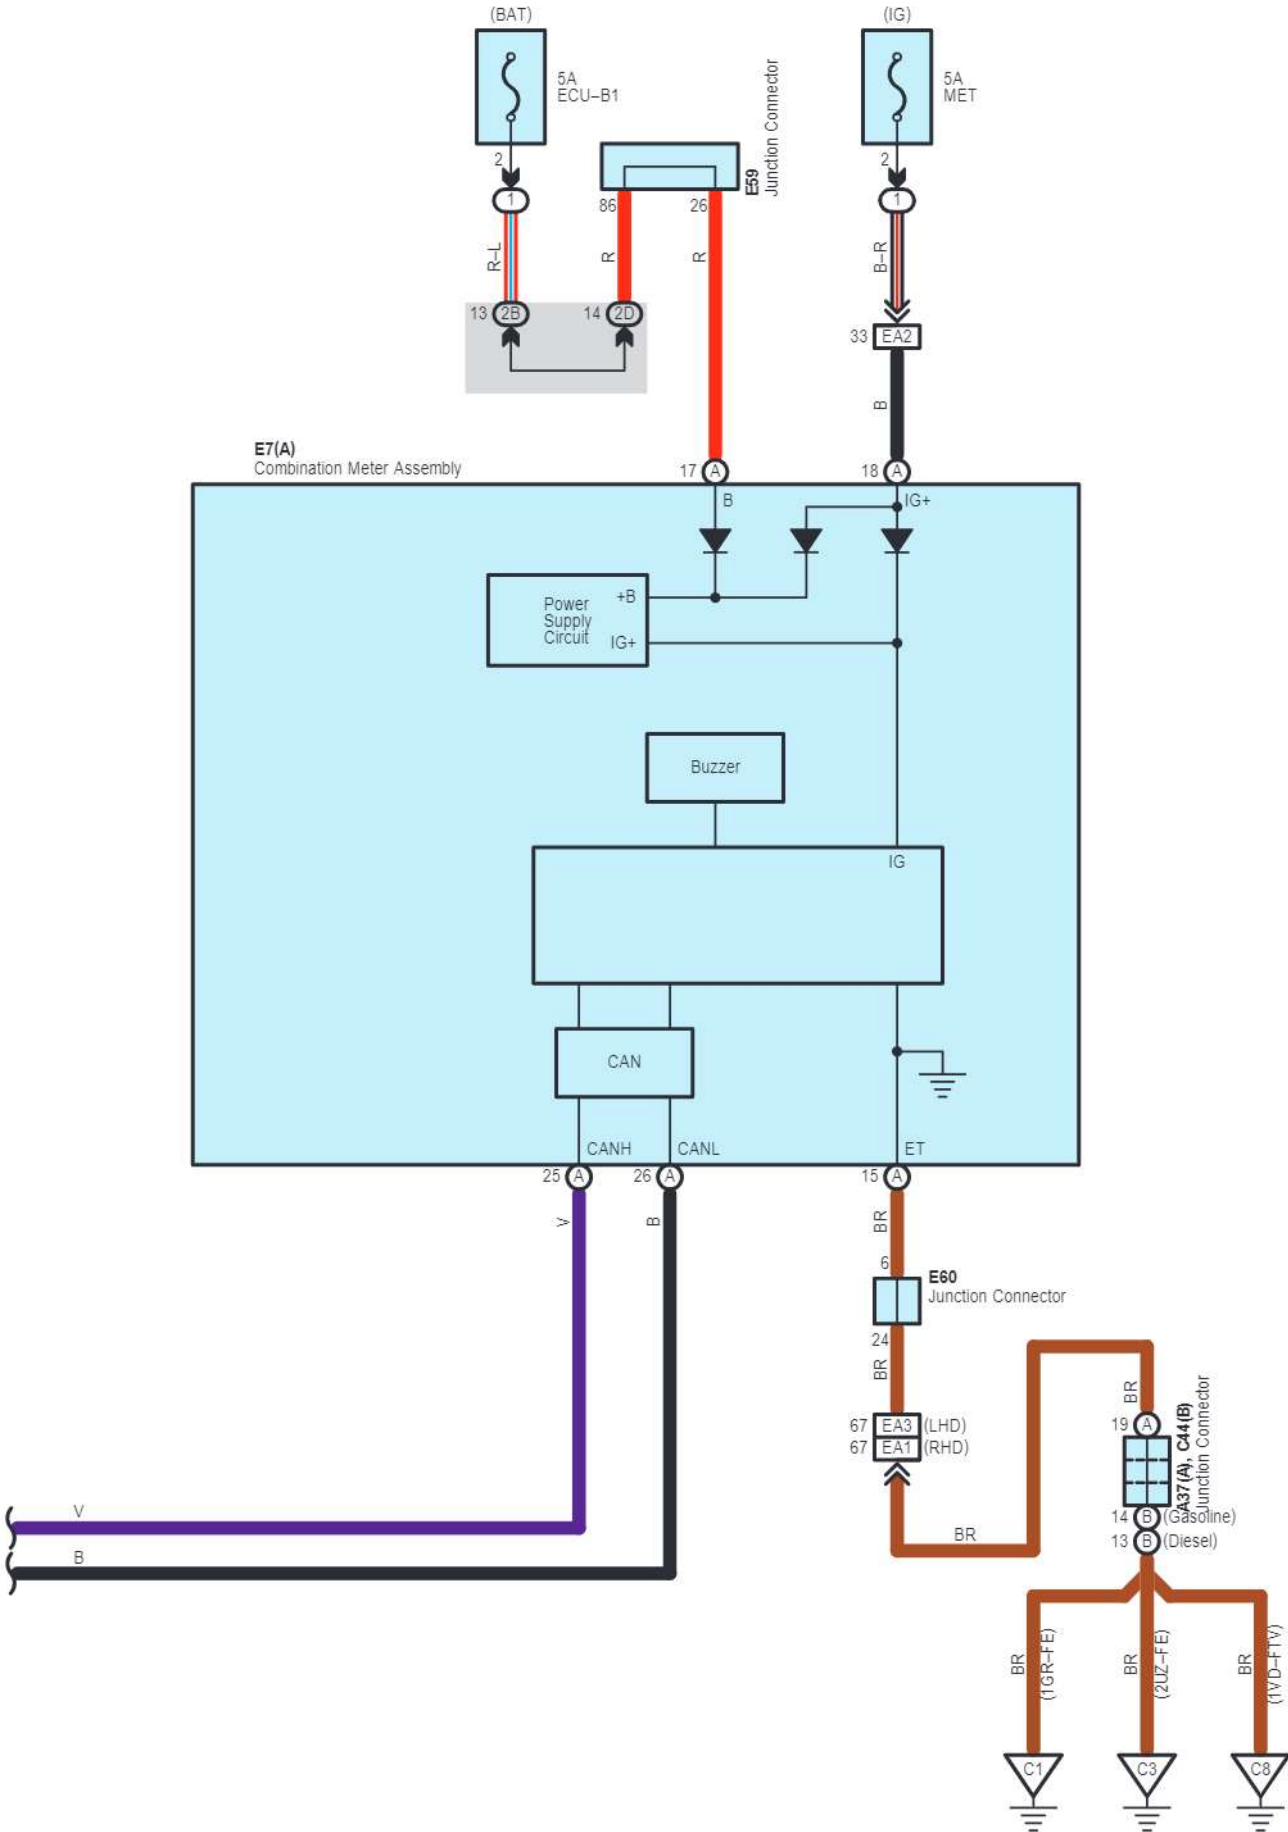 (BAT)
(IG)
5A
ECU–B1
E59
Junction Connector
5A
MET
2
2
1
86
26
1
R–L
R
R
B–R
13 2B
14 2D
33 EA2
B
E7(A)
Combination Meter Assembly
17 A
18 A
B
IG+
Power
Supply
Circuit
+B
IG+
Buzzer
IG
CAN
CANH
CANL
ET
25 A
26 A
15 A
V
B
BR
6
E60
Junction Connector
24
BR
BR
67 EA3 (LHD)
67 EA1 (RHD)
19 A
A37(A), C44(B)
Junction Connector
14 B (Gasoline)
13 B (Diesel)
BR
V
B
BR
(1GR–FE)
BR
(2UZ–FE)
BR
(1VD–FTV)
C1
C3
C8